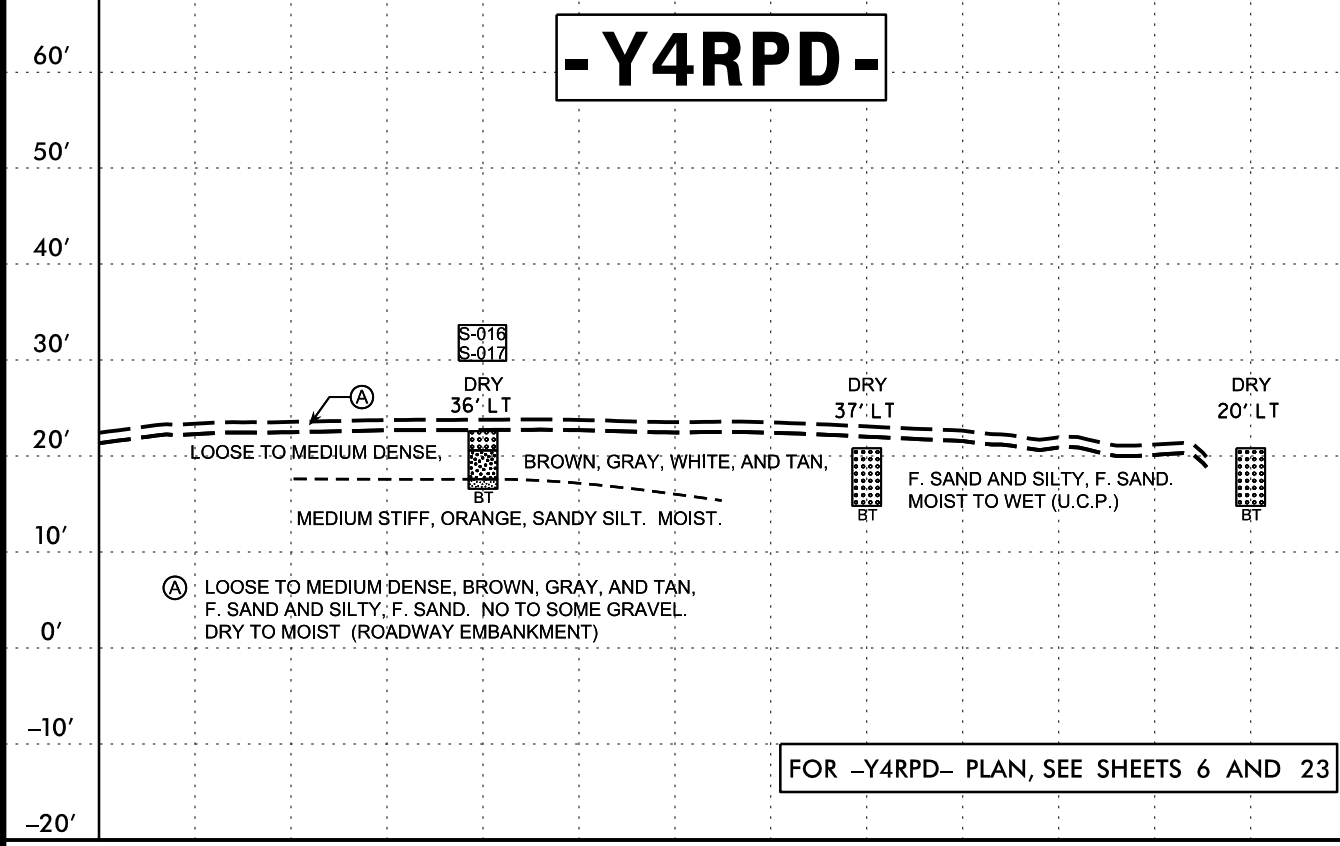 -Y4RPD-
60'
50'
40'
30'
20'
10'
0'
–10'
–20'
S-016
S-017
DRY
36' LT
DRY
37' LT
DRY
20' LT
A
LOOSE TO MEDIUM DENSE,
BROWN, GRAY, WHITE, AND TAN,
F. SAND AND SILTY, F. SAND.
MOIST TO WET (U.C.P.)
BT
BT
BT
MEDIUM STIFF, ORANGE, SANDY SILT. MOIST.
A LOOSE TO MEDIUM DENSE, BROWN, GRAY, AND TAN,
F. SAND AND SILTY, F. SAND. NO TO SOME GRAVEL.
DRY TO MOIST (ROADWAY EMBANKMENT)
FOR –Y4RPD– PLAN, SEE SHEETS 6 AND 23